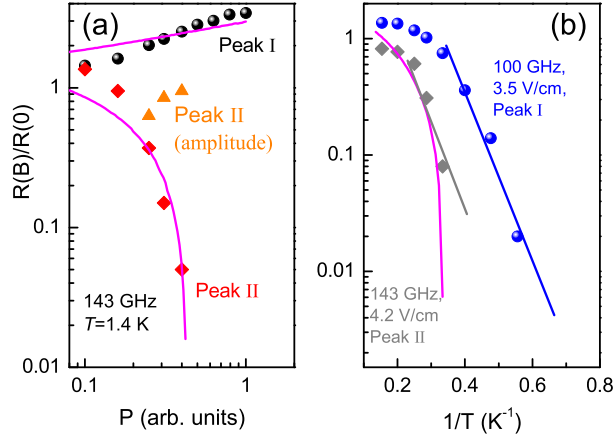 (a)
Peak I
Peak II
(amplitude)
Peak II
143 GHz
T=1.4 K
R(B)/R(0)
10
1
0.1
0.01
0.1
1
P (arb. units)
(b)
100 GHz,
3.5 V/cm,
Peak I
143 GHz,
4.2 V/cm
Peak II
1
0.1
0.01
0.2
0.4
0.6
0.8
1/T (K⁻¹)